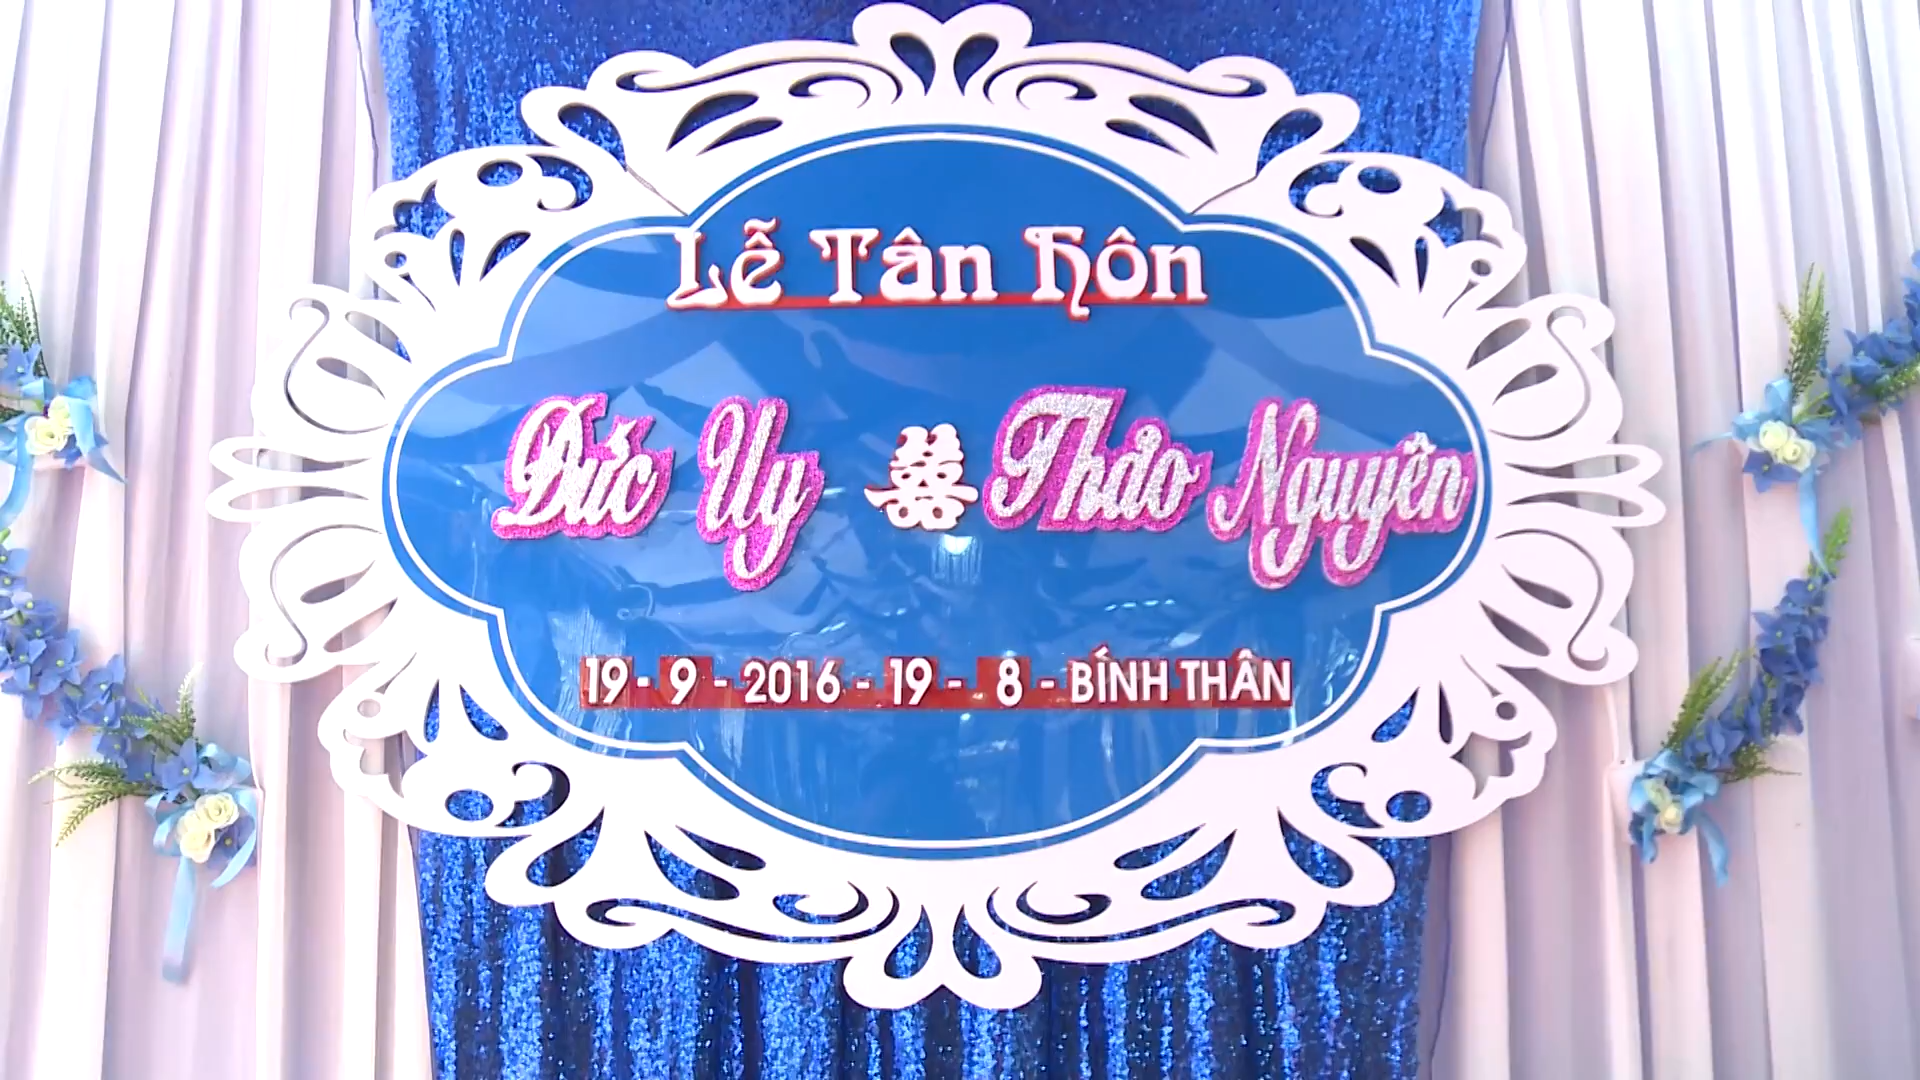 Lễ Tân Hôn
Đức Uy 囍 Thảo Nguyên
19 - 9 - 2016 - 19 - 8 - BÍNH THÂN